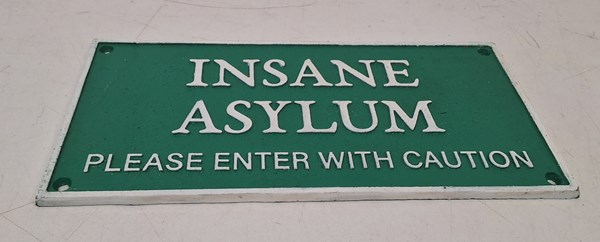 INSANE
ASYLUM
PLEASE ENTER WITH CAUTION